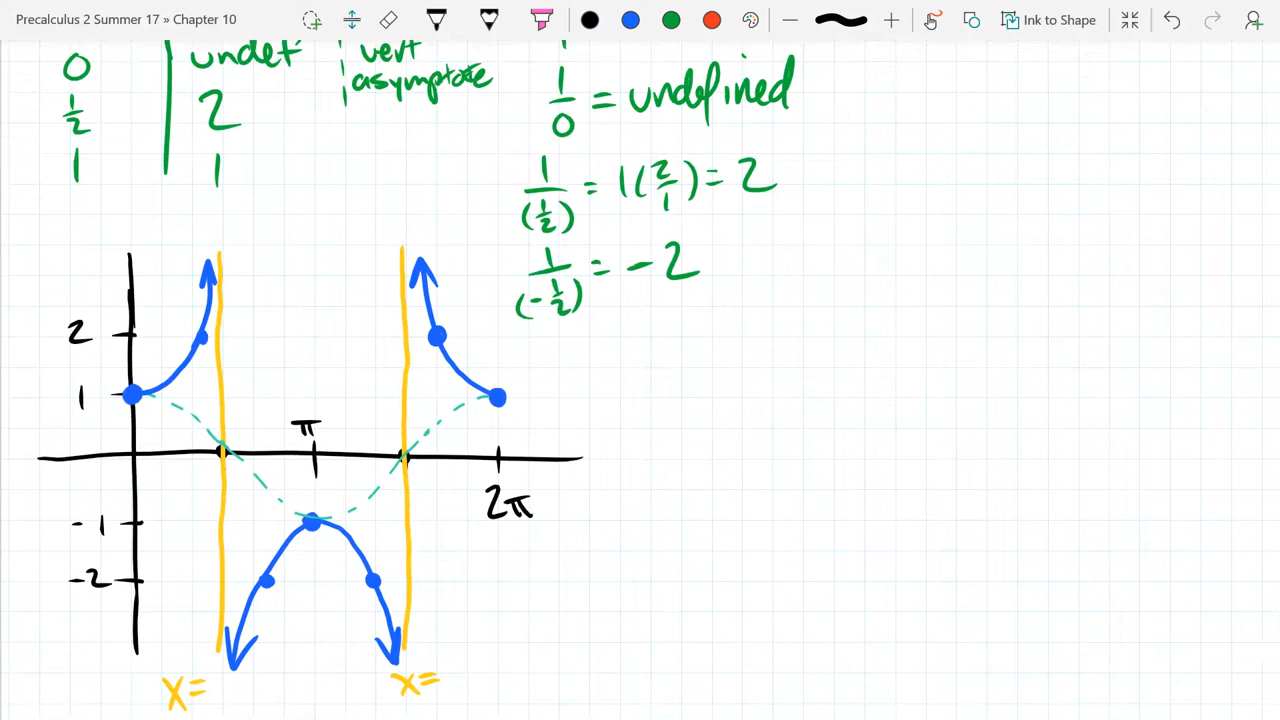 Precalculus 2 Summer 17 » Chapter 10
Ink to Shape
0 undef vert
asymptote
1/2 2
1 1
1/0 = undefined
1/(1/2) = 1(2/1) = 2
1/(-1/2) = -2
2
1
π
2π
-1
-2
x= x=